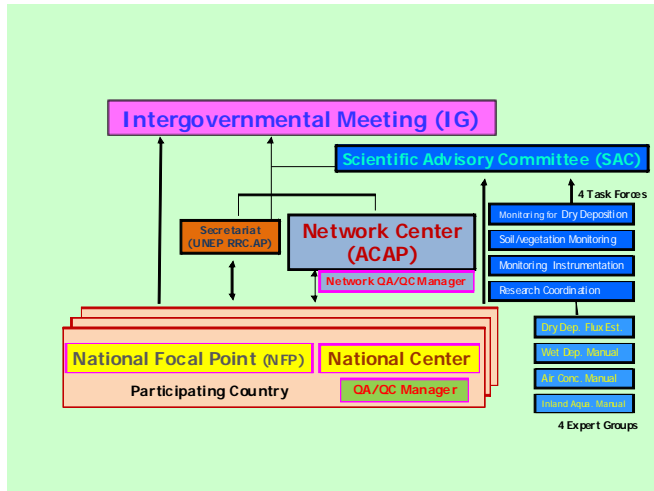 Intergovernmental Meeting (IG)
Scientific Advisory Committee (SAC)
4 Task Forces
Monitoring for Dry Deposition
Soil/vegetation Monitoring
Monitoring Instrumentation
Research Coordination
Secretariat
(UNEP RRC.AP)
Network Center
(ACAP)
Network QA/QC Manager
Dry Dep. Flux Est.
Wet Dep. Manual
Air Conc. Manual
Inland Aqua. Manual
4 Expert Groups
National Focal Point (NFP)
National Center
Participating Country
QA/QC Manager